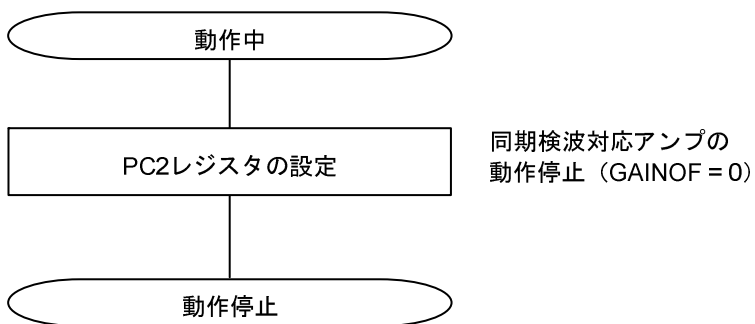 動作中
PC2レジスタの設定
同期検波対応アンプの
動作停止（GAINOF = 0）
動作停止